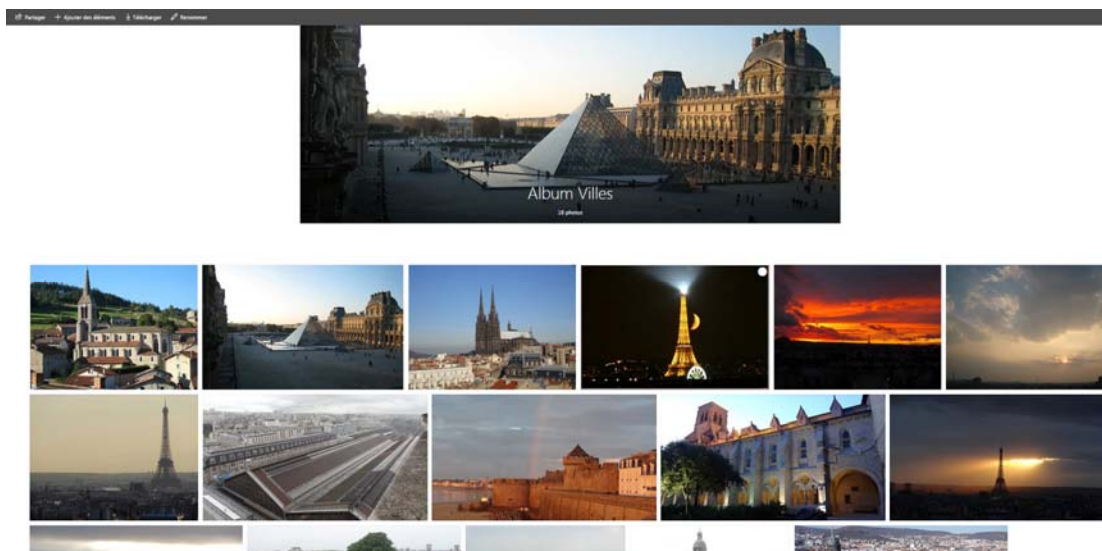 Partager Ajouter des éléments Télécharger Renommer
Album Villes
18 photos